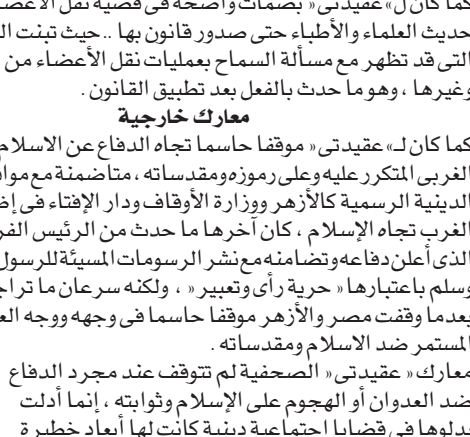 كما كان ل» عقيدتى« بصمات واضحة فى قضية نقل الأعضا
حديث العلماء والأطباء حتى صدور قانون بها ..حيث تبنت ال
التى قد تظهر مع مسألة السماح بعمليات نقل الأعضاء من
وغيرها ، وهو ما حدث بالفعل بعد تطبيق القانون .
معارك خارجية
كما كان لـ» عقيدتى« موقفا حاسما تجاه الدفاع عن الاسلام
الغربى المتكرر عليه وعلى رموزه ومقدساته ، متاضمنة مع مواق
الدينية الرسمية كالأزهر ووزارة الأوقاف ودار الإفتاء فى إض
الغرب تجاه الإسلام ، كان آخرها ما حدث من الرئيس الفر
الذى أعلن دفاعه وتضامنه مع نشر الرسومات المسيئة للرسول
وسلم باعتبارها « حرية رأى وتعبير« ، ولكنه سرعان ما تراج
بعدما وقفت مصر والأزهر موقفا حاسما فى وجهه ووجه الع
المستمر ضد الاسلام ومقدساته .
معارك« عقيدتى« الصحفية لم تتوقف عند مجرد الدفاع
ضد العدوان أو الهجوم على الإسلام وثوابته ، إنما أدلت
بدلوها فى قضايا اجتماعية دينية كانت لها أبعاد خطيرة